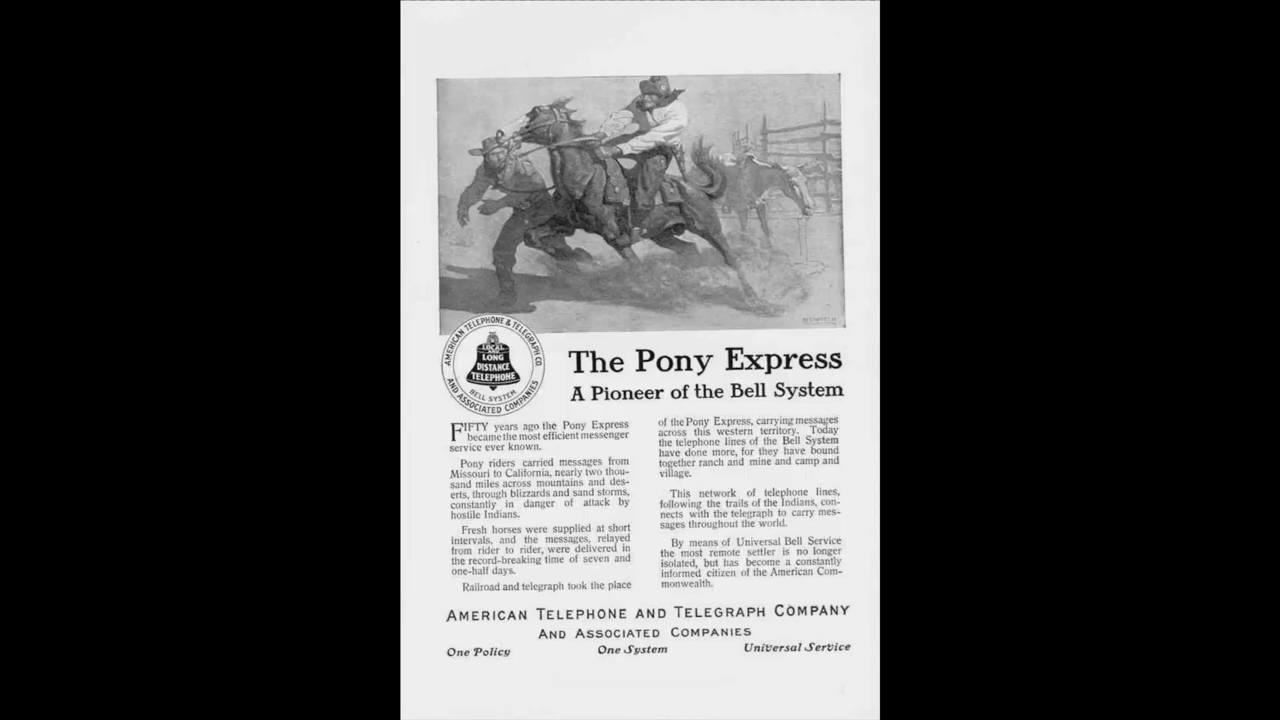 AMERICAN TELEPHONE & TELEGRAPH CO.
AND ASSOCIATED COMPANIES
LOCAL AND
LONG
DISTANCE
TELEPHONE
BELL SYSTEM
The Pony Express
A Pioneer of the Bell System
FIFTY years ago the Pony Express
became the most efficient messenger
service ever known.
Pony riders carried messages from
Missouri to California, nearly two thou-
sand miles across mountains and des-
erts, through blizzards and sand storms,
constantly in danger of attack by
hostile Indians.
Fresh horses were supplied at short
intervals, and the messages, relayed
from rider to rider, were delivered in
the record-breaking time of seven and
one-half days.
Railroad and telegraph took the place
of the Pony Express, carrying messages
across this western territory. Today
the telephone lines of the Bell System
have done more, for they have bound
together ranch and mine and camp and
village.
This network of telephone lines,
following the trails of the Indians, con-
nects with the telegraph to carry mes-
sages throughout the world.
By means of Universal Bell Service
the most remote settler is no longer
isolated, but has become a constantly
informed citizen of the American Com-
monwealth.
AMERICAN TELEPHONE AND TELEGRAPH COMPANY
AND ASSOCIATED COMPANIES
One Policy One System Universal Service